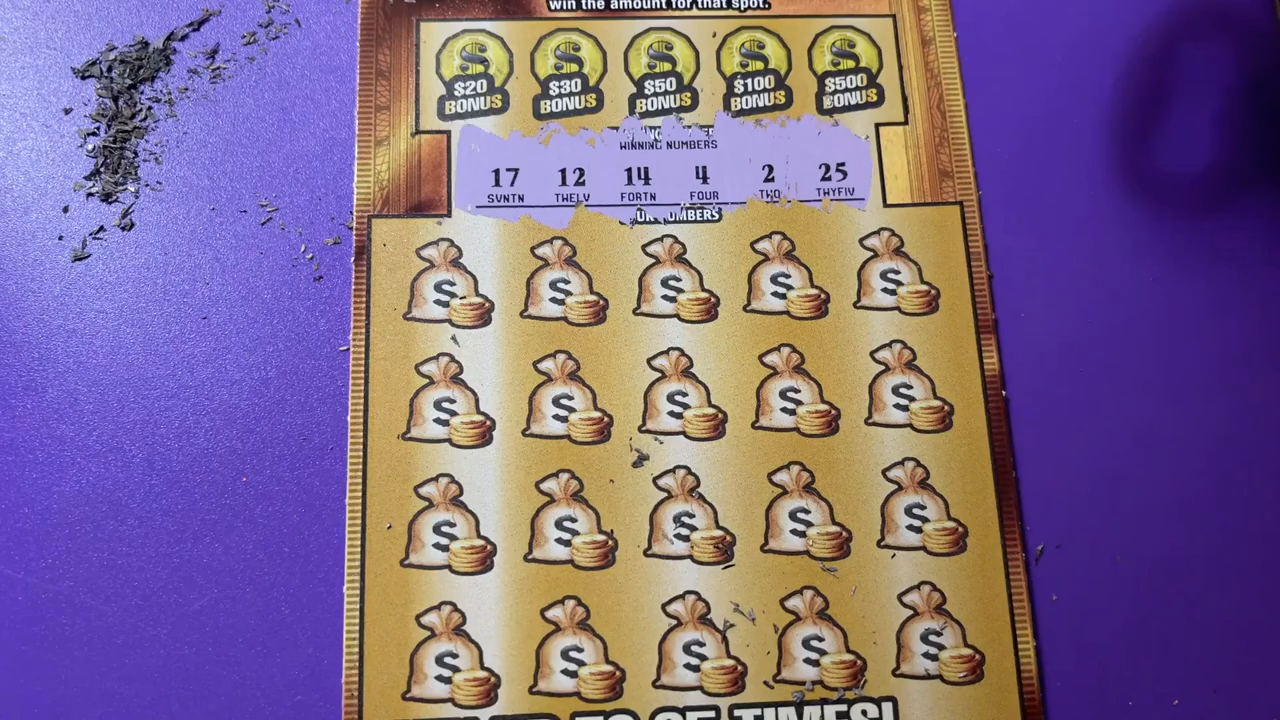 win the amount for that spot.
$20 $30 $50 $100 $500
BONUS BONUS BONUS BONUS BONUS
WINNING NUMBERS
17 12 14 4 2 25
SVNTN TWELV FORTN FOUR TWO TWYFIV
NUMBERS
$ $ $ $ $
$ $ $ $ $
$ $ $ $ $
$ $ $ $ $
TIMES!